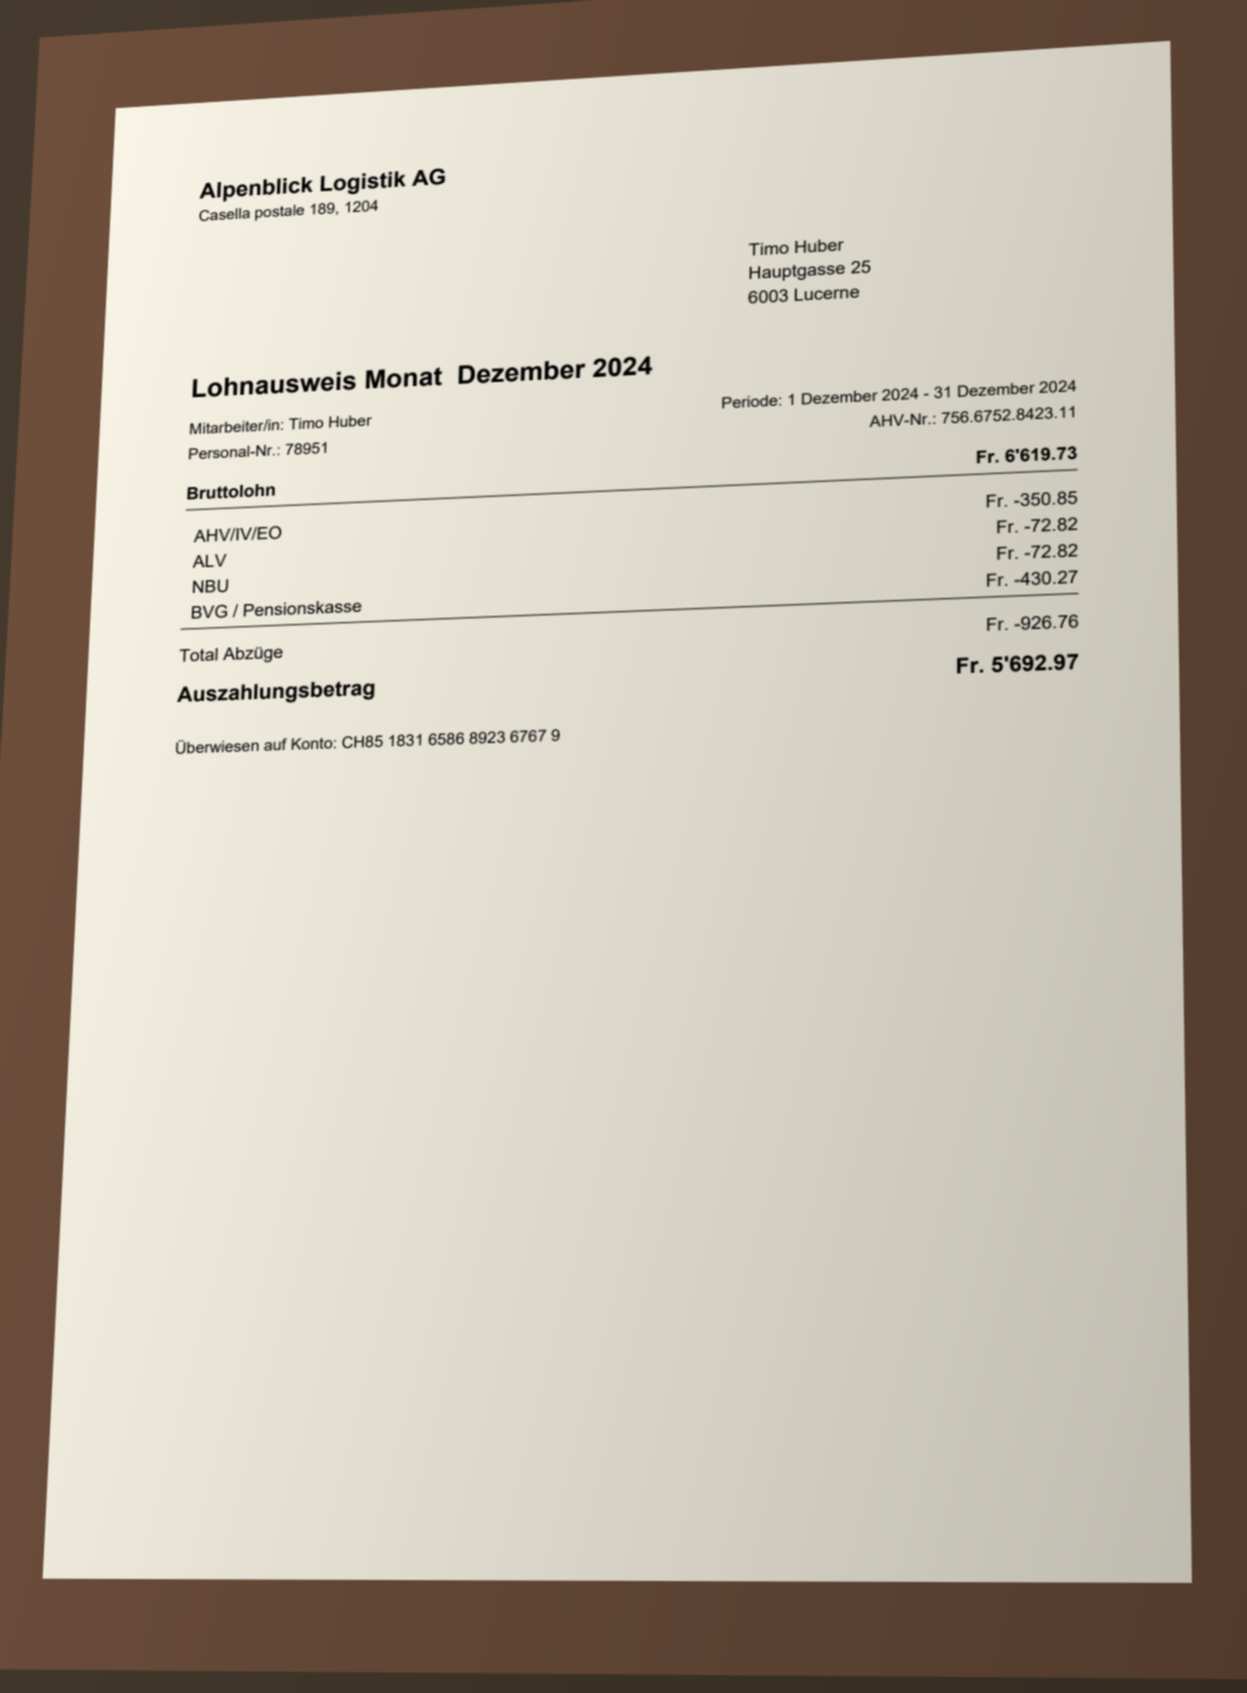 Alpenblick Logistik AG
Casella postale 189, 1204
Timo Huber
Hauptgasse 25
6003 Lucerne
Lohnausweis Monat  Dezember 2024
Mitarbeiter/in: Timo Huber
Periode: 1 Dezember 2024 - 31 Dezember 2024
Personal-Nr.: 78951
AHV-Nr.: 756.6752.8423.11
Bruttolohn Fr. 6'619.73
AHV/IV/EO Fr. -350.85
ALV Fr. -72.82
NBU Fr. -72.82
BVG / Pensionskasse Fr. -430.27
Total Abzüge Fr. -926.76
Auszahlungsbetrag Fr. 5'692.97
Überwiesen auf Konto: CH85 1831 6586 8923 6767 9